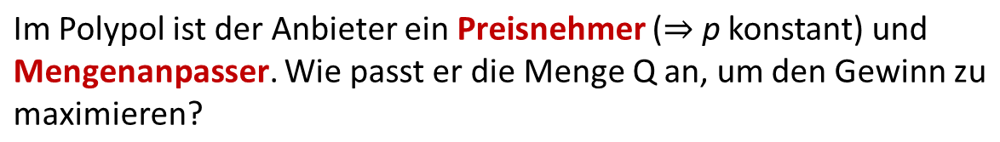 Im Polypol ist der Anbieter ein Preisnehmer (⇒ p konstant) und
Mengenanpasser. Wie passt er die Menge Q an, um den Gewinn zu
maximieren?